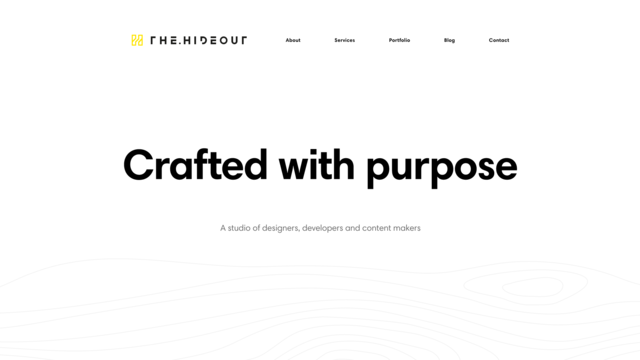 THE.HIDEOUT
About
Services
Portfolio
Blog
Contact
Crafted with purpose
A studio of designers, developers and content makers